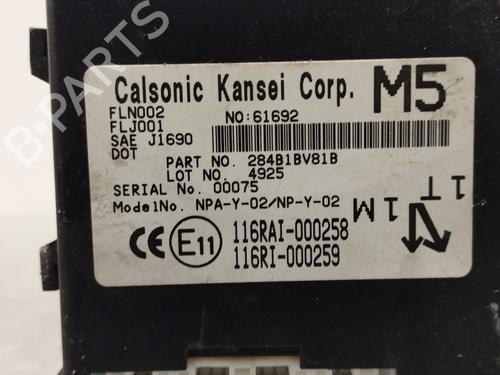 Calsonic Kansei Corp. M5
FLN002 NO:61692
FLJ001
SAE J1690
DOT
PART NO. 284B1BV81B
LOT NO. 4925
SERIAL No. 00075
ModelNo. NPA-Y-02/NP-Y-02
1T
1M
CE E11 116RAI-000258
116RI-000259
B-PARTS